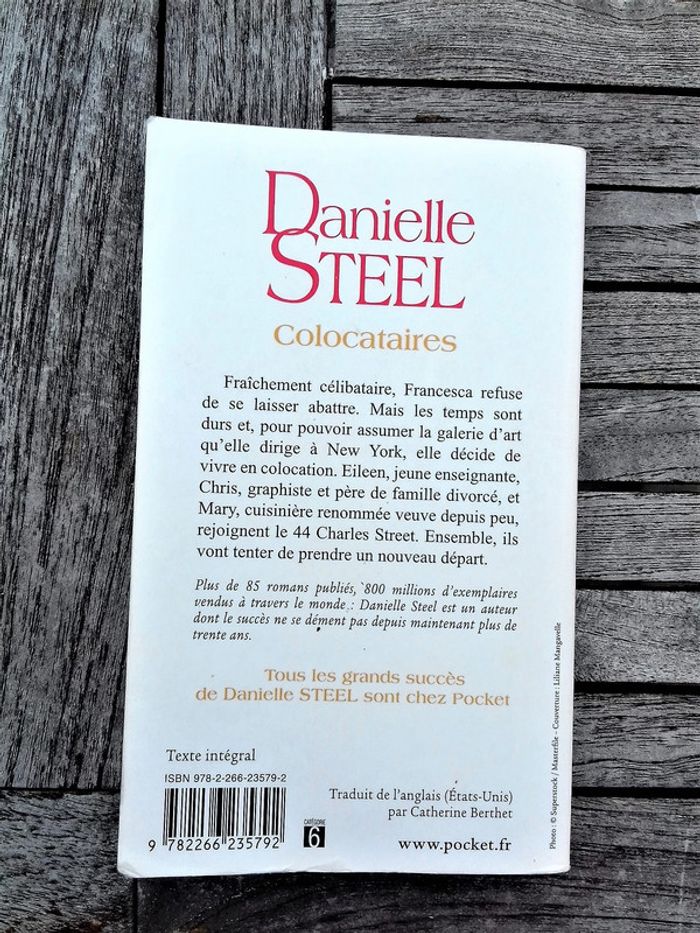 Danielle
STEEL
Colocataires
Fraîchement célibataire, Francesca refuse
de se laisser abattre. Mais les temps sont
durs et, pour pouvoir assumer la galerie d'art
qu'elle dirige à New York, elle décide de
vivre en colocation. Eileen, jeune enseignante,
Chris, graphiste et père de famille divorcé, et
Mary, cuisinière renommée veuve depuis peu,
rejoignent le 44 Charles Street. Ensemble, ils
vont tenter de prendre un nouveau départ.
Plus de 85 romans publiés, 800 millions d'exemplaires
vendus à travers le monde : Danielle Steel est un auteur
dont le succès ne se dément pas depuis maintenant plus de
trente ans.
Tous les grands succès
de Danielle STEEL sont chez Pocket
Texte intégral
ISBN 978-2-266-23579-2
9 782266 235792
CATÉGORIE
6
Traduit de l'anglais (États-Unis)
par Catherine Berthet
www.pocket.fr
Photo : © Superstock / Masterfile - Couverture : Liliane Mangavelle